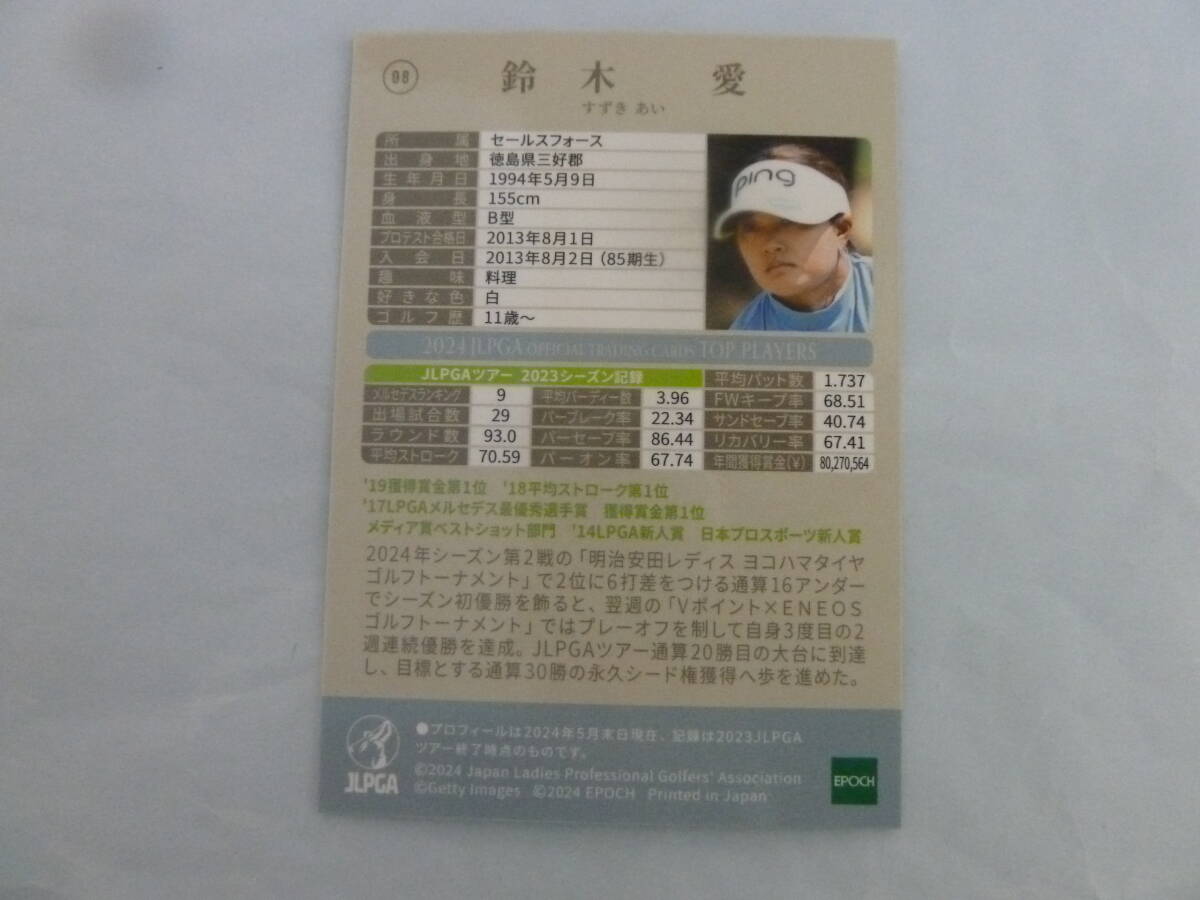 08
鈴木 愛
すずき あい
所属 セールスフォース
出身地 徳島県三好郡
生年月日 1994年5月9日
身長 155cm
血液型 B型
プロテスト合格日 2013年8月1日
入会日 2013年8月2日（85期生）
趣味 料理
好きな色 白
ゴルフ歴 11歳～
ping
2024 JLPGA OFFICIAL TRADING CARDS TOP PLAYERS
JLPGAツアー 2023シーズン記録 平均パット数 1.737
メルセデスランキング 9 平均バーディー数 3.96 FWキープ率 68.51
出場試合数 29 パーブレーク率 22.34 サンドセーブ率 40.74
ラウンド数 93.0 パーセーブ率 86.44 リカバリー率 67.41
平均ストローク 70.59 パーオン率 67.74 年間獲得賞金(¥) 80,270,564
'19獲得賞金第1位 '18平均ストローク第1位
'17LPGAメルセデス最優秀選手賞 獲得賞金第1位
メディア賞ベストショット部門 '14LPGA新人賞 日本プロスポーツ新人賞
2024年シーズン第2戦の「明治安田レディス ヨコハマタイヤ
ゴルフトーナメント」で2位に6打差をつける通算16アンダー
でシーズン初優勝を飾ると、翌週の「Vポイント×ENEOS
ゴルフトーナメント」ではプレーオフを制して自身3度目の2
週連続優勝を達成。JLPGAツアー通算20勝目の大台に到達
し、目標とする通算30勝の永久シード権獲得へ歩を進めた。
●プロフィールは2024年5月末日現在、記録は2023JLPGA
ツアー終了時点のものです。
©2024 Japan Ladies Professional Golfers' Association
©Getty Images ©2024 EPOCH Printed in Japan
JLPGA
EPOCH